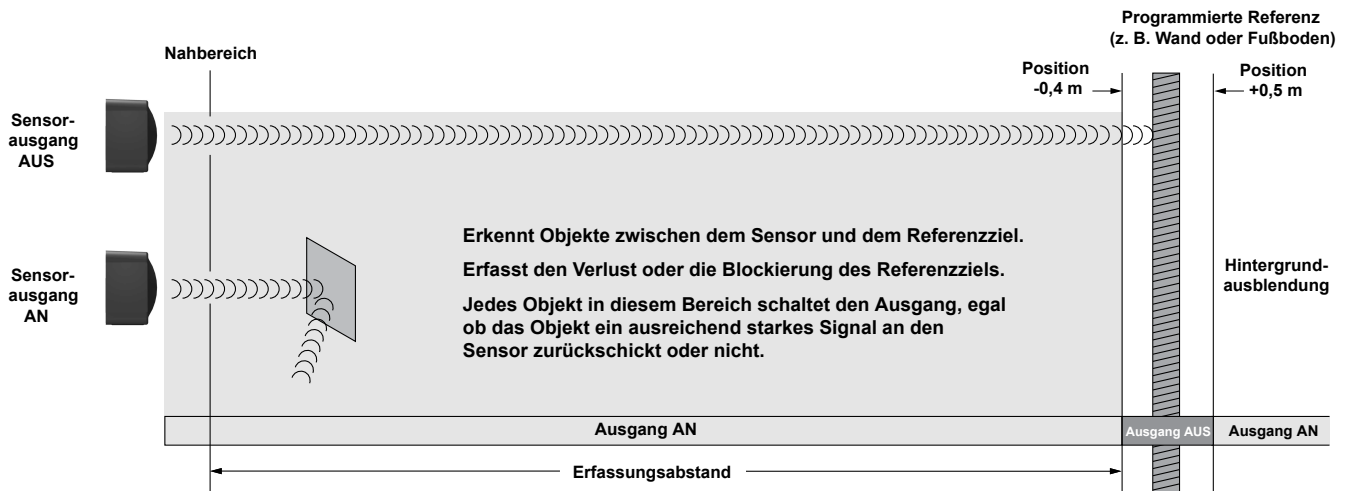 Programmierte Referenz
(z. B. Wand oder Fußboden)
Nahbereich
Position
-0,4 m
Position
+0,5 m
Sensor-
ausgang
AUS
Sensor-
ausgang
AN
Erkennt Objekte zwischen dem Sensor und dem Referenzziel.
Erfasst den Verlust oder die Blockierung des Referenzziels.
Jedes Objekt in diesem Bereich schaltet den Ausgang, egal
ob das Objekt ein ausreichend starkes Signal an den
Sensor zurückschickt oder nicht.
Hintergrund-
ausblendung
Ausgang AN
Ausgang AUS
Ausgang AN
Erfassungsabstand